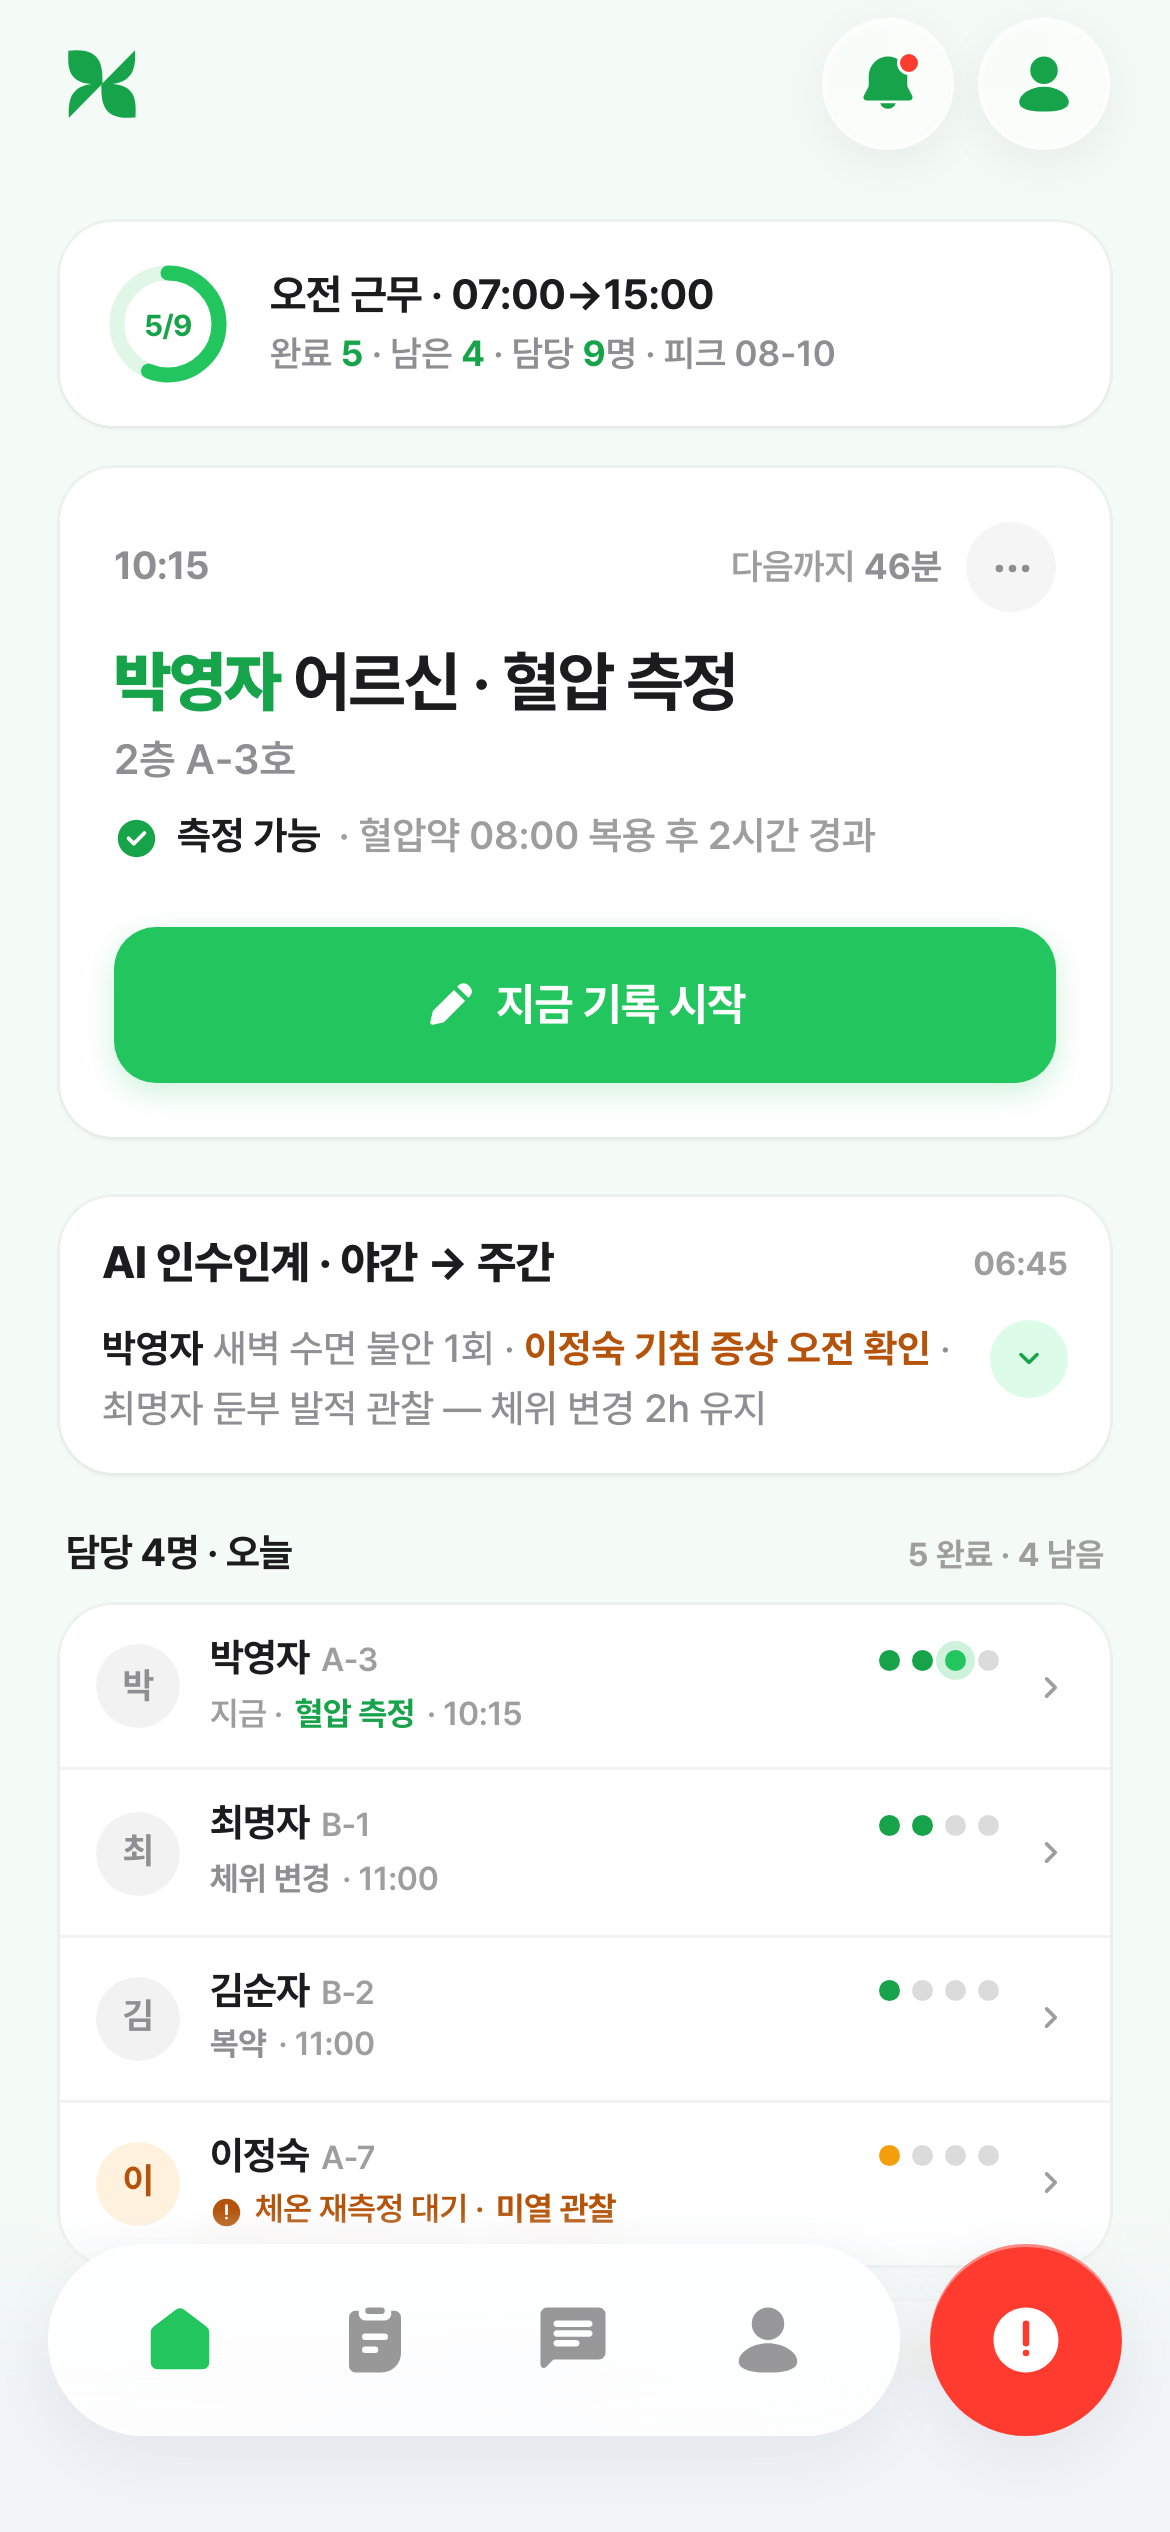 5/9
오전 근무 · 07:00→15:00
완료 5 · 남은 4 · 담당 9명 · 피크 08-10
10:15
다음까지 46분
박영자 어르신 · 혈압 측정
2층 A-3호
측정 가능 · 혈압약 08:00 복용 후 2시간 경과
지금 기록 시작
AI 인수인계 · 야간 → 주간
06:45
박영자 새벽 수면 불안 1회 · 이정숙 기침 증상 오전 확인 ·
최명자 둔부 발적 관찰 — 체위 변경 2h 유지
담당 4명 · 오늘
5 완료 · 4 남음
박
박영자 A-3
지금 · 혈압 측정 · 10:15
최
최명자 B-1
체위 변경 · 11:00
김
김순자 B-2
복약 · 11:00
이
이정숙 A-7
체온 재측정 대기 · 미열 관찰